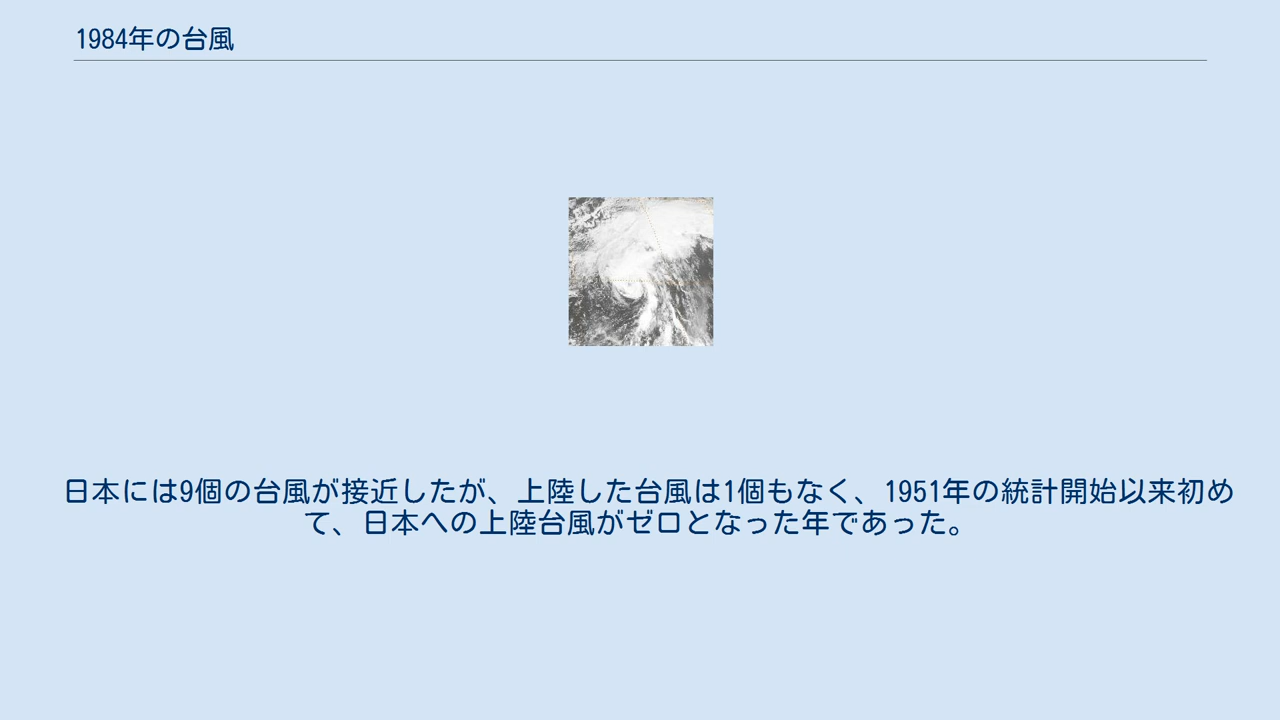 1984年の台風
日本には9個の台風が接近したが、上陸した台風は1個もなく、1951年の統計開始以来初め
て、日本への上陸台風がゼロとなった年であった。